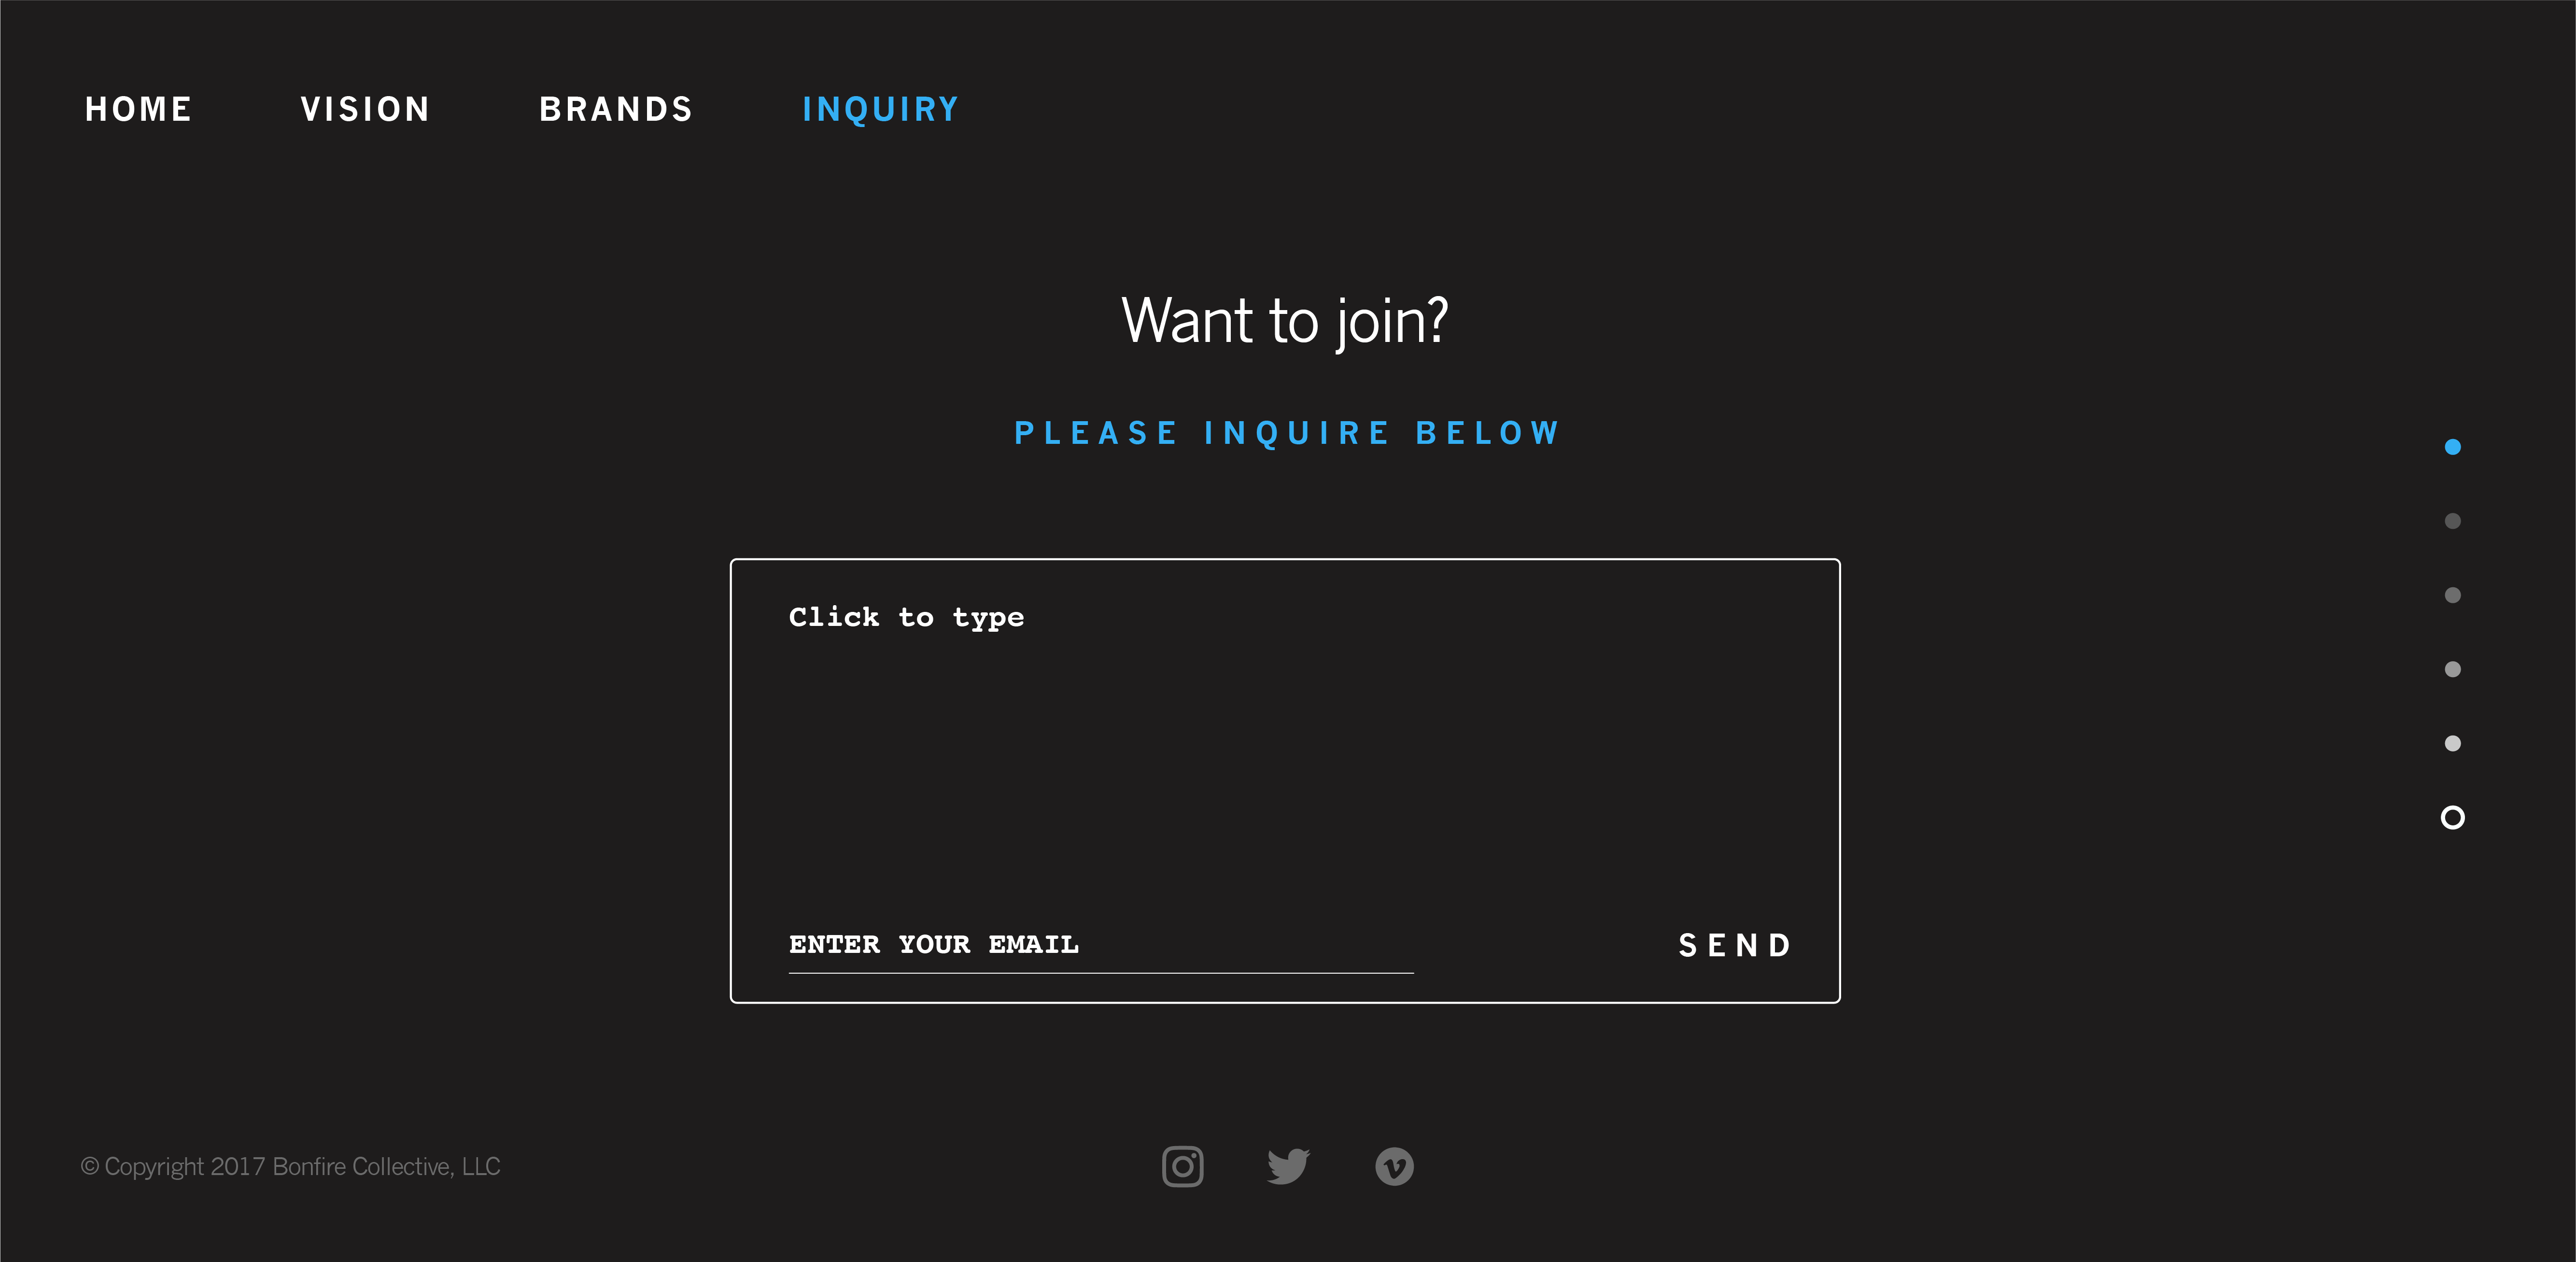 HOME VISION BRANDS INQUIRY
Want to join?
PLEASE INQUIRE BELOW
Click to type
ENTER YOUR EMAIL SEND
© Copyright 2017 Bonfire Collective, LLC